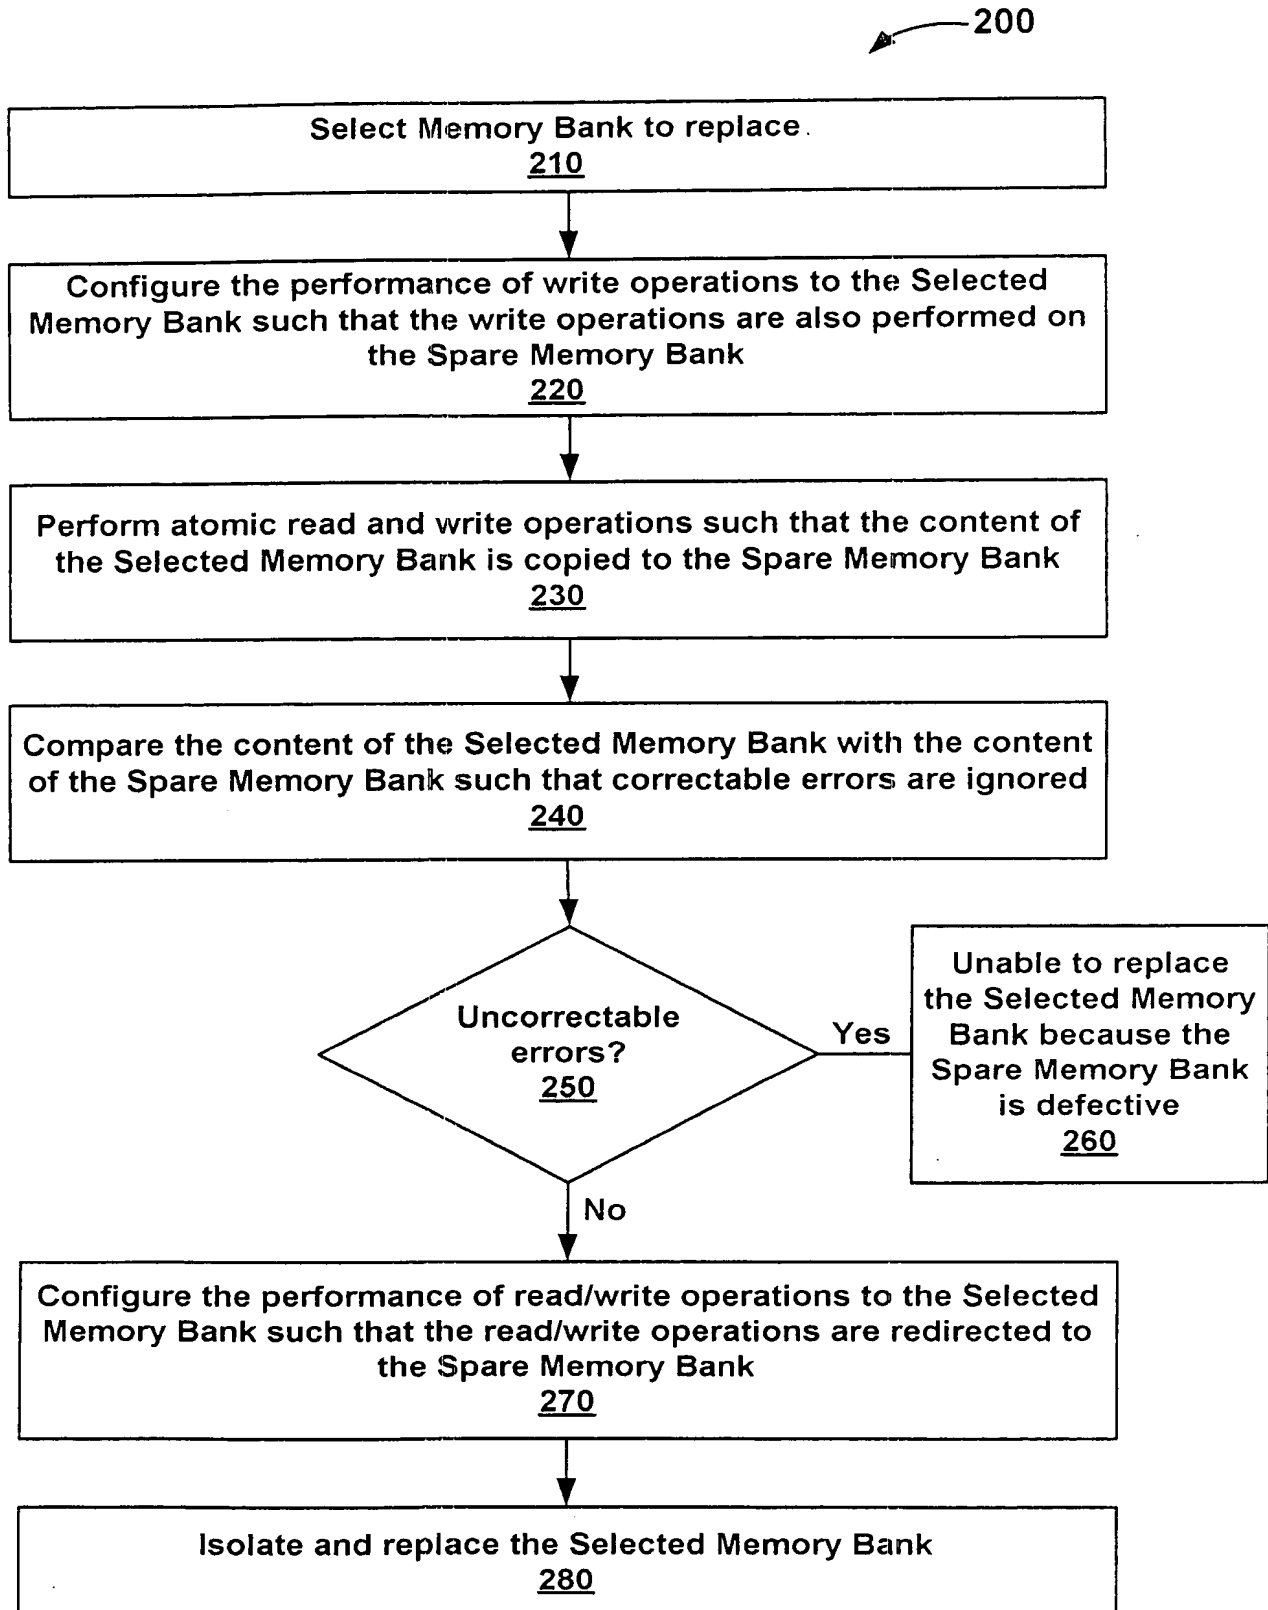 200
Select Memory Bank to replace.
210
Configure the performance of write operations to the Selected
Memory Bank such that the write operations are also performed on
the Spare Memory Bank
220
Perform atomic read and write operations such that the content of
the Selected Memory Bank is copied to the Spare Memory Bank
230
Compare the content of the Selected Memory Bank with the content
of the Spare Memory Bank such that correctable errors are ignored
240
Uncorrectable
errors?
250
Yes
Unable to replace
the Selected Memory
Bank because the
Spare Memory Bank
is defective
260
No
Configure the performance of read/write operations to the Selected
Memory Bank such that the read/write operations are redirected to
the Spare Memory Bank
270
Isolate and replace the Selected Memory Bank
280